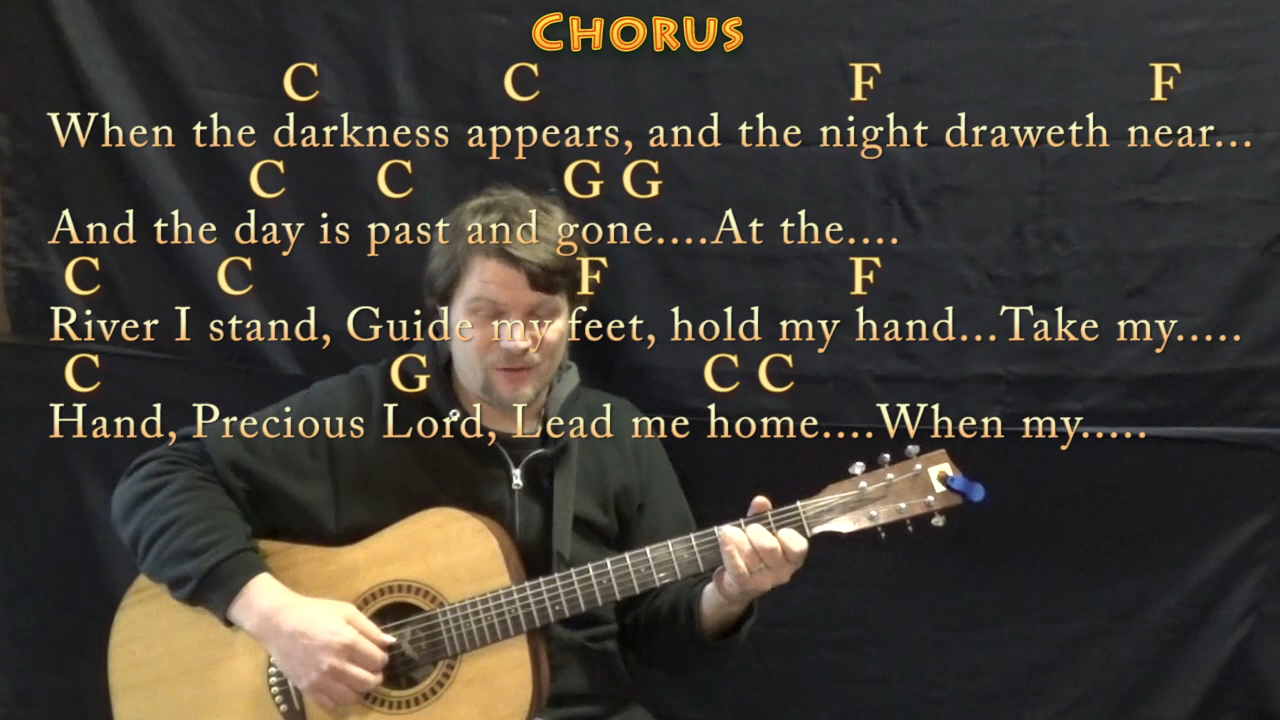 CHORUS
C C F F
When the darkness appears, and the night draweth near...
C C G G
And the day is past and gone....At the....
C C F F
River I stand, Guide my feet, hold my hand...Take my.....
C G C C
Hand, Precious Lord, Lead me home....When my.....